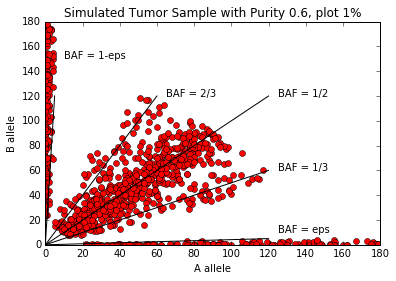 Simulated Tumor Sample with Purity 0.6, plot 1%
180
160
140
120
100
80
60
40
20
0
B allele
BAF = 1-eps
BAF = 2/3
BAF = 1/2
BAF = 1/3
BAF = eps
0 20 40 60 80 100 120 140 160 180
A allele